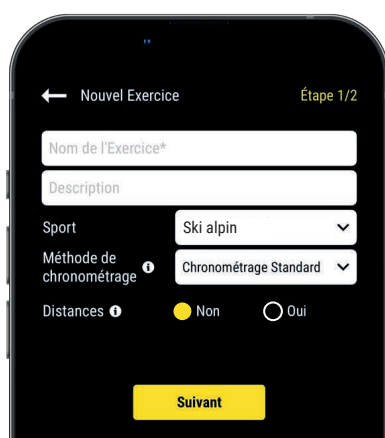 Nouvel Exercice Étape 1/2
Nom de l'Exercice*
Description
Sport Ski alpin
Méthode de
chronométrage Chronométrage Standard
Distances Non Oui
Suivant